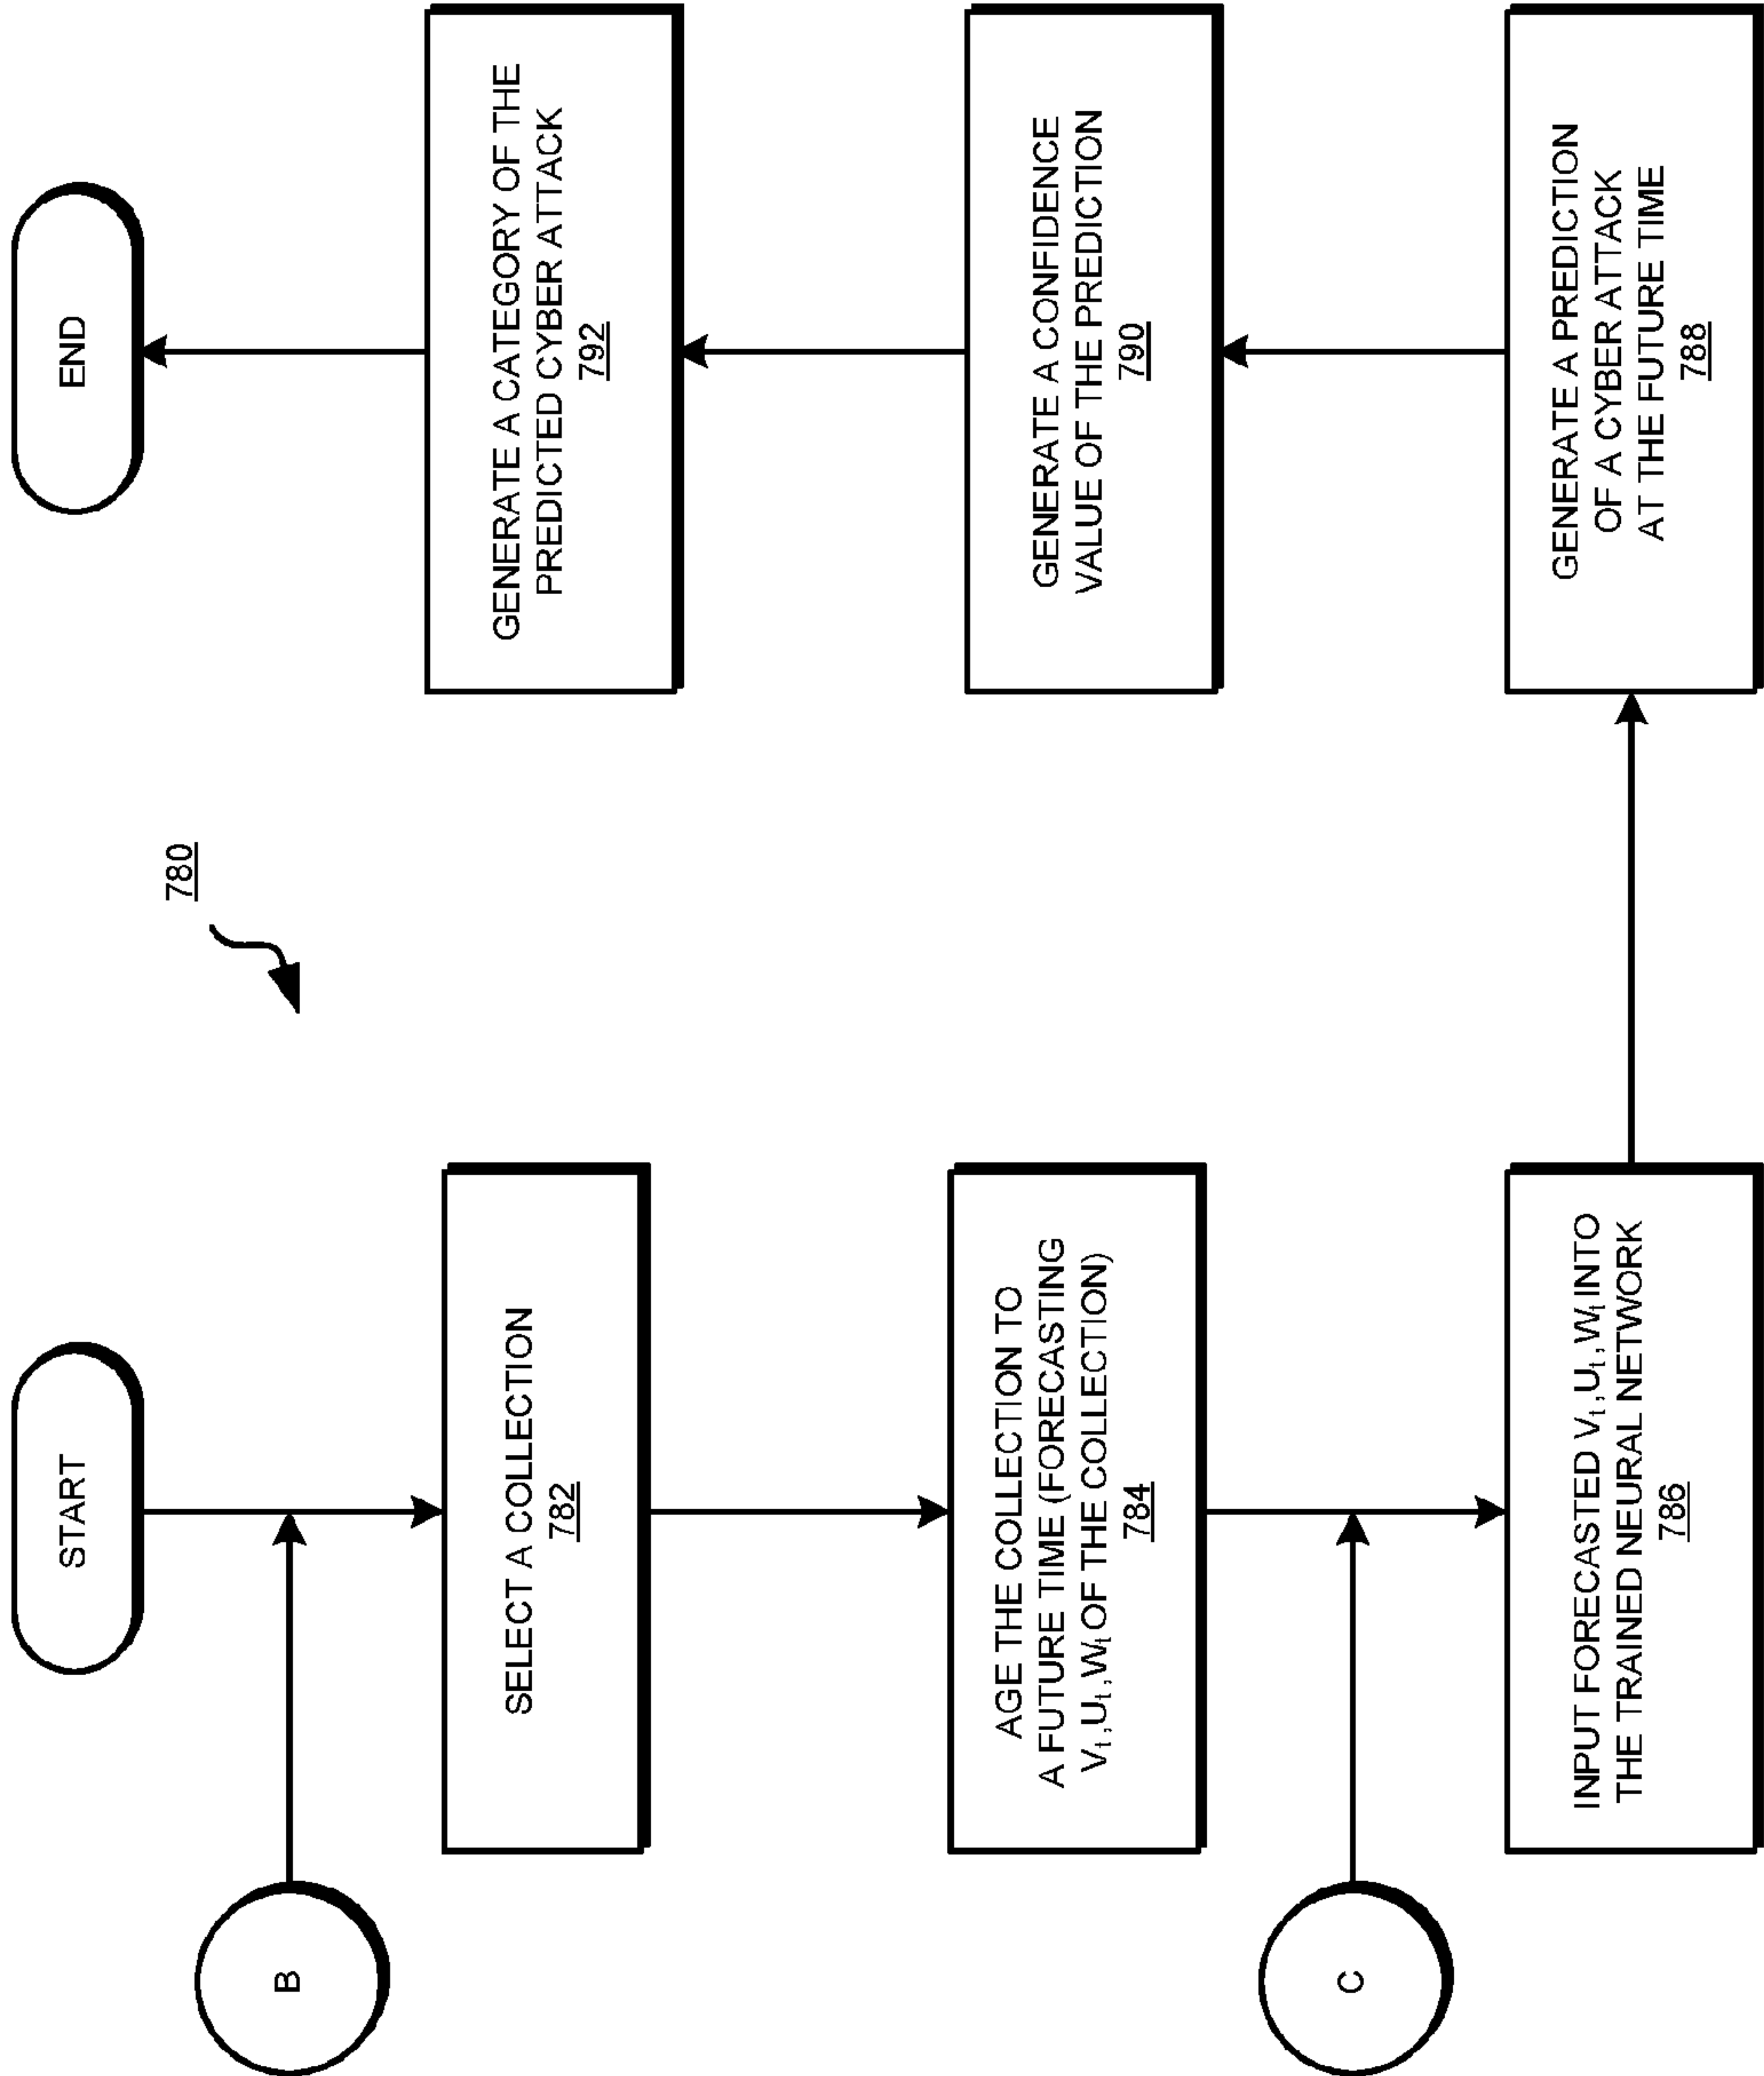 780
START
B
SELECT A COLLECTION
782
AGE THE COLLECTION TO
A FUTURE TIME (FORECASTING
Vt, Ut, Wt OF THE COLLECTION)
784
C
INPUT FORECASTED Vt, Ut, Wt INTO
THE TRAINED NEURAL NETWORK
786
GENERATE A PREDICTION
OF A CYBER ATTACK
AT THE FUTURE TIME
788
GENERATE A CONFIDENCE
VALUE OF THE PREDICTION
790
GENERATE A CATEGORY OF THE
PREDICTED CYBER ATTACK
792
END